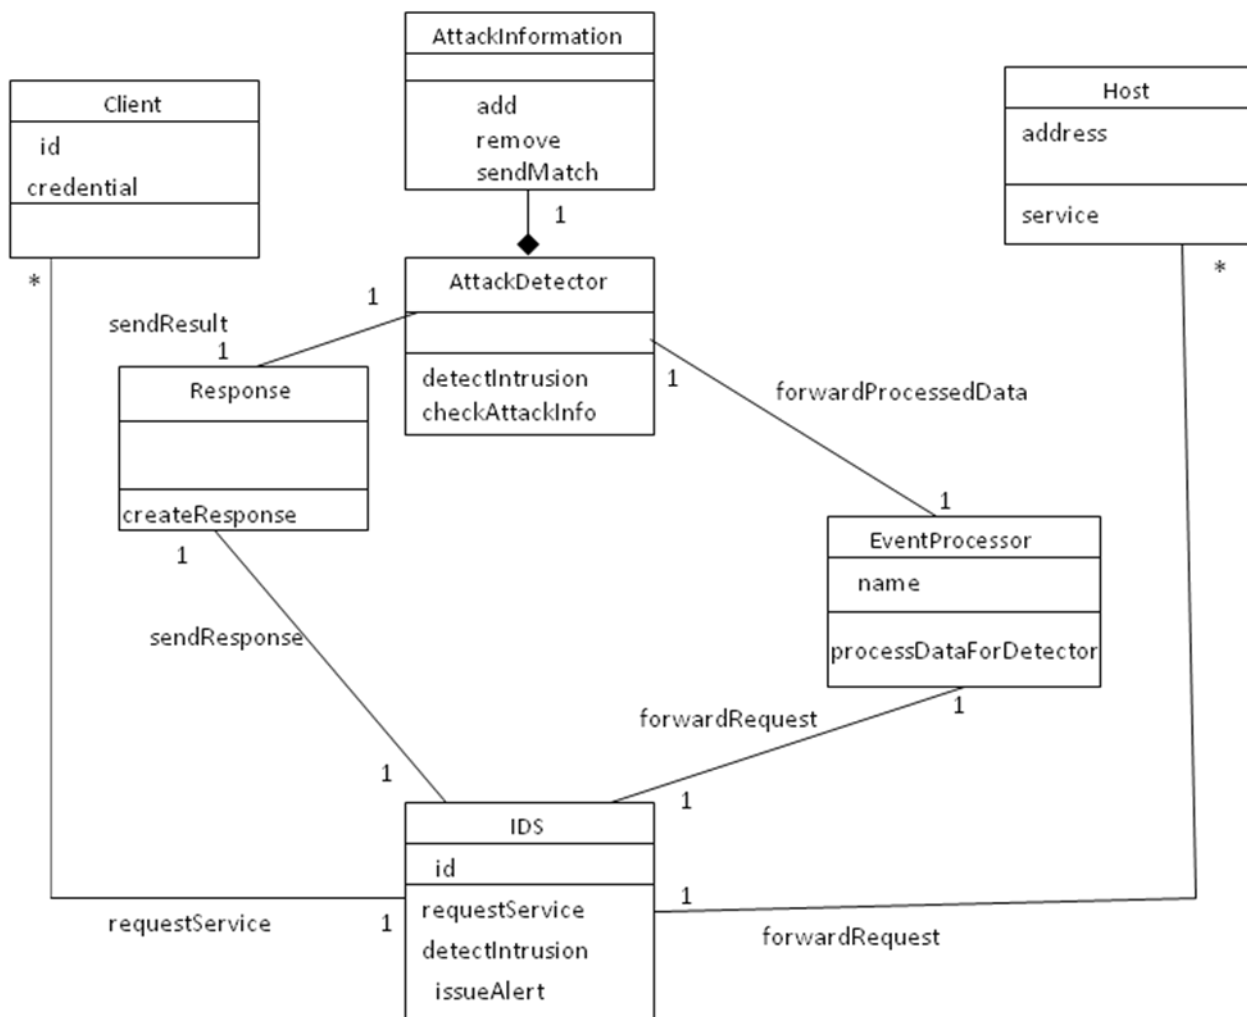 AttackInformation
add
remove
sendMatch
1
Client
id
credential
*
Host
address
service
*
AttackDetector
detectIntrusion
checkAttackInfo
1
sendResult
1
1
forwardProcessedData
1
Response
createResponse
1
sendResponse
1
EventProcessor
name
processDataForDetector
1
forwardRequest
1
IDS
id
requestService
detectIntrusion
issueAlert
requestService
1
1
forwardRequest